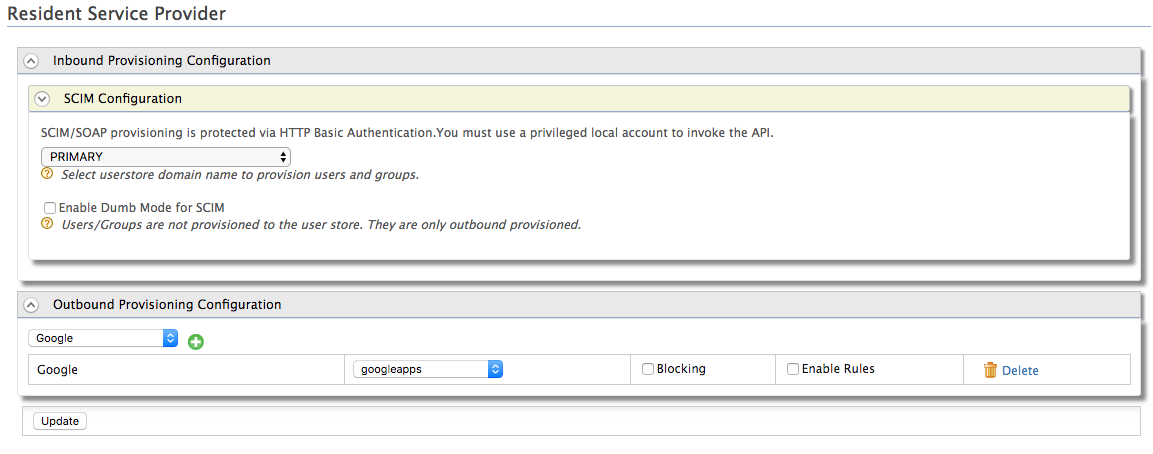 Resident Service Provider
Inbound Provisioning Configuration
SCIM Configuration
SCIM/SOAP provisioning is protected via HTTP Basic Authentication.You must use a privileged local account to invoke the API.
PRIMARY
Select userstore domain name to provision users and groups.
Enable Dumb Mode for SCIM
Users/Groups are not provisioned to the user store. They are only outbound provisioned.
Outbound Provisioning Configuration
Google
Google googleapps Blocking Enable Rules Delete
Update